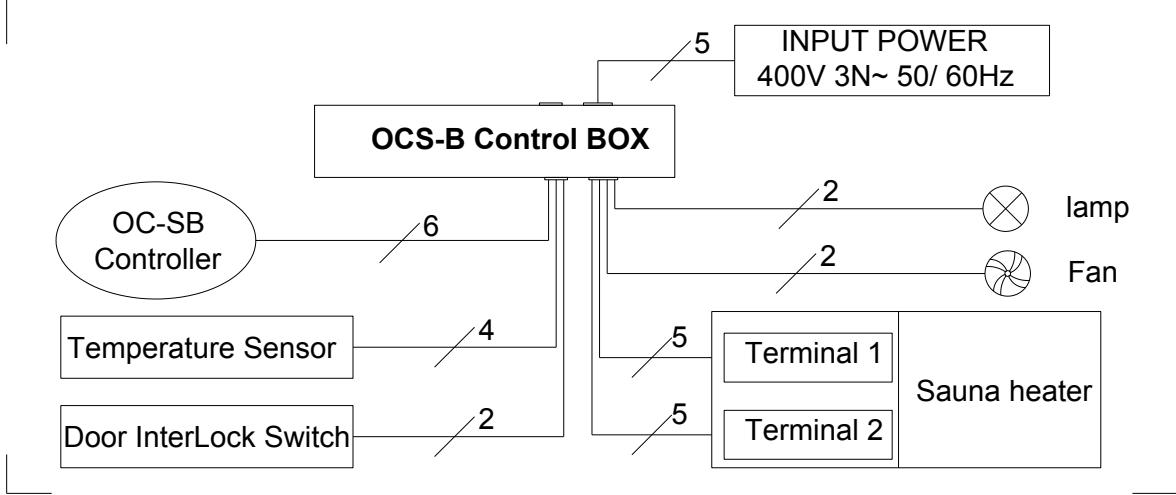 5
INPUT POWER
400V 3N~ 50/ 60Hz
OCS-B Control BOX
OC-SB
Controller
6
2
lamp
2
Fan
Temperature Sensor
4
5
Terminal 1
Sauna heater
Door InterLock Switch
2
5
Terminal 2